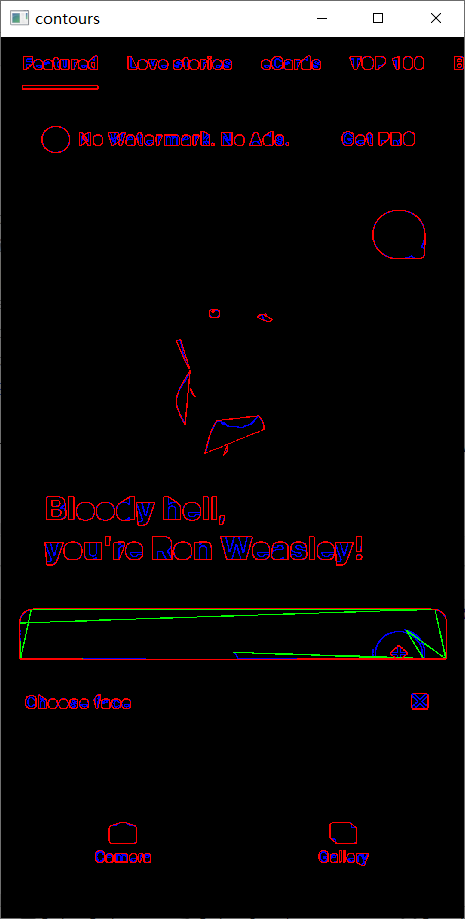 contours
Featured Love stories eCards TOP 100
No Watermark. No Ads. Get PRO
Bloody hell,
you're Ron Weasley!
Choose face
Camera Gallery